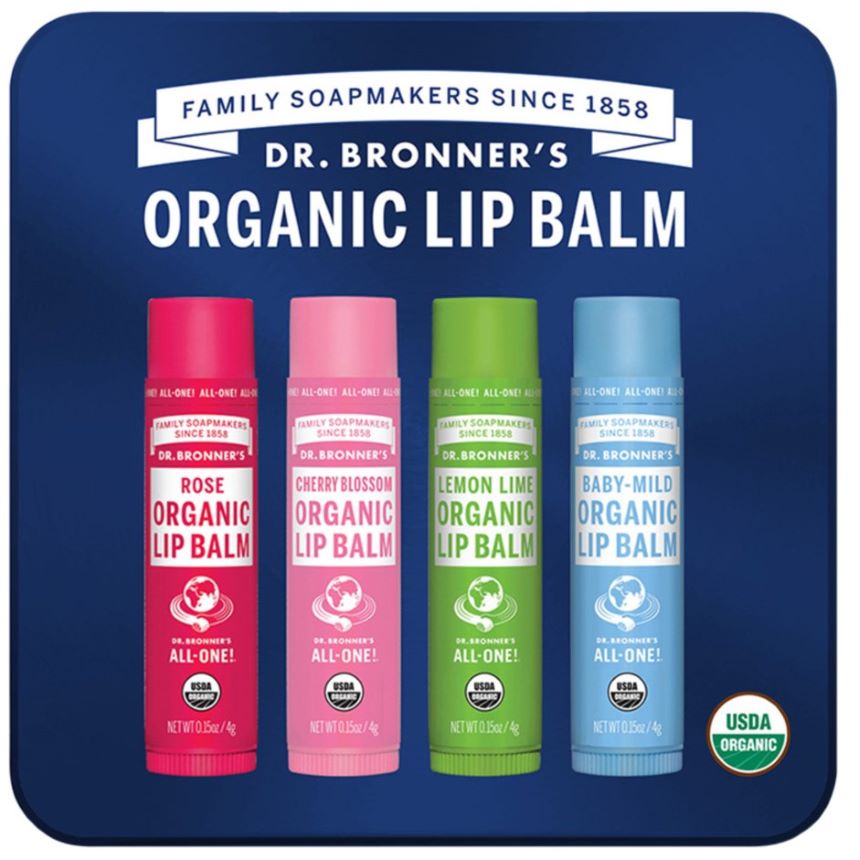 FAMILY SOAPMAKERS SINCE 1858
DR. BRONNER'S
ORGANIC LIP BALM
ALL-ONE! ALL-ONE! ALL-
FAMILY SOAPMAKERS
SINCE 1858
DR. BRONNER'S
ROSE
ORGANIC
LIP BALM
DR. BRONNER'S
ALL-ONE!
USDA
ORGANIC
NET WT 0.15oz / 4g
ALL-ONE! ALL-ONE! ALL-
FAMILY SOAPMAKERS
SINCE 1858
DR. BRONNER'S
CHERRY BLOSSOM
ORGANIC
LIP BALM
DR. BRONNER'S
ALL-ONE!
USDA
ORGANIC
NET WT 0.15oz / 4g
ALL-ONE! ALL-ONE! ALL-
FAMILY SOAPMAKERS
SINCE 1858
DR. BRONNER'S
LEMON LIME
ORGANIC
LIP BALM
DR. BRONNER'S
ALL-ONE!
USDA
ORGANIC
NET WT 0.15oz / 4g
ALL-ONE! ALL-ONE! ALL-
FAMILY SOAPMAKERS
SINCE 1858
DR. BRONNER'S
BABY-MILD
ORGANIC
LIP BALM
DR. BRONNER'S
ALL-ONE!
USDA
ORGANIC
NET WT 0.15oz / 4g
USDA
ORGANIC